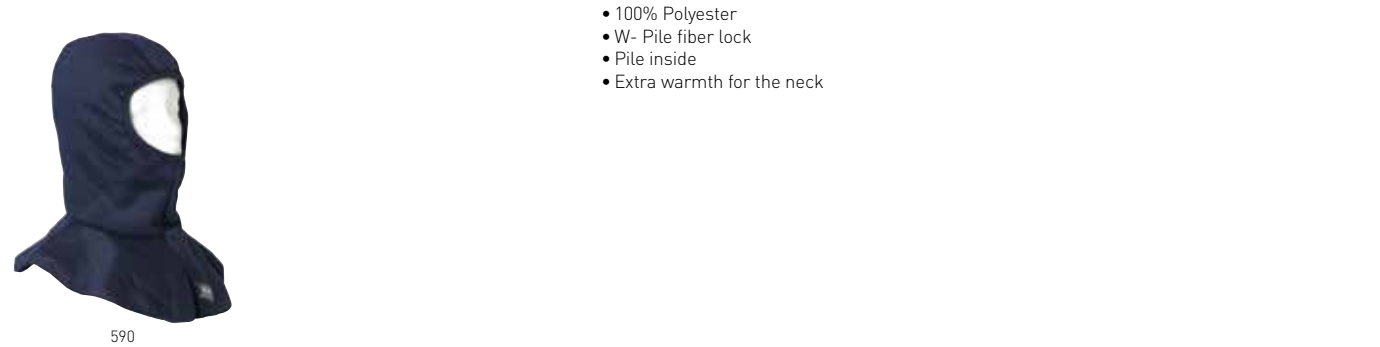 • 100% Polyester
• W- Pile fiber lock
• Pile inside
• Extra warmth for the neck
590